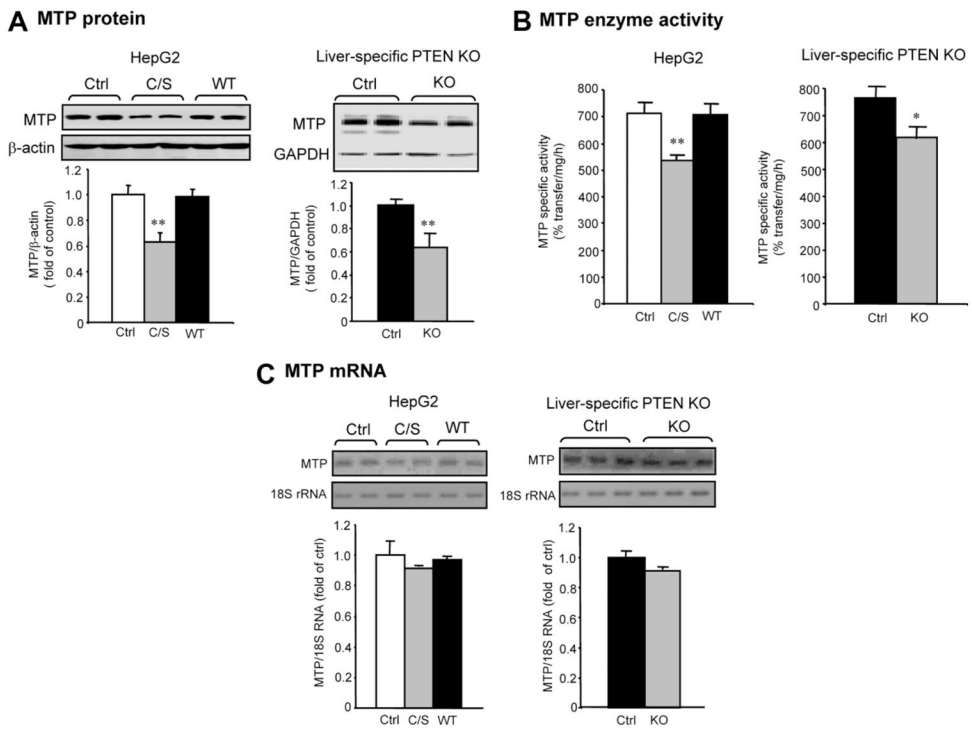 A MTP protein
HepG2
Ctrl C/S WT
MTP
β-actin
MTP/β-actin
( fold of control)
1.2
1.0
0.8
0.6
0.4
0.2
0
**
Ctrl C/S WT
Liver-specific PTEN KO
Ctrl KO
MTP
GAPDH
MTP/GAPDH
( fold of control)
1.2
1.0
0.8
0.6
0.4
0.2
0
**
Ctrl KO
B MTP enzyme activity
HepG2
MTP specific activity
(% transfer/mg/h)
800
700
600
500
400
300
200
100
0
**
Ctrl C/S WT
Liver-specific PTEN KO
MTP specific activity
(% transfer/mg/h)
800
700
600
500
400
300
200
100
0
*
Ctrl KO
C MTP mRNA
HepG2
Ctrl C/S WT
MTP
18S rRNA
MTP/18S RNA (fold of ctrl)
1.2
1.0
0.8
0.6
0.4
0.2
0
Ctrl C/S WT
Liver-specific PTEN KO
Ctrl KO
MTP
18S rRNA
MTP/18S RNA (fold of ctrl)
1.2
1.0
0.8
0.6
0.4
0.2
0
Ctrl KO